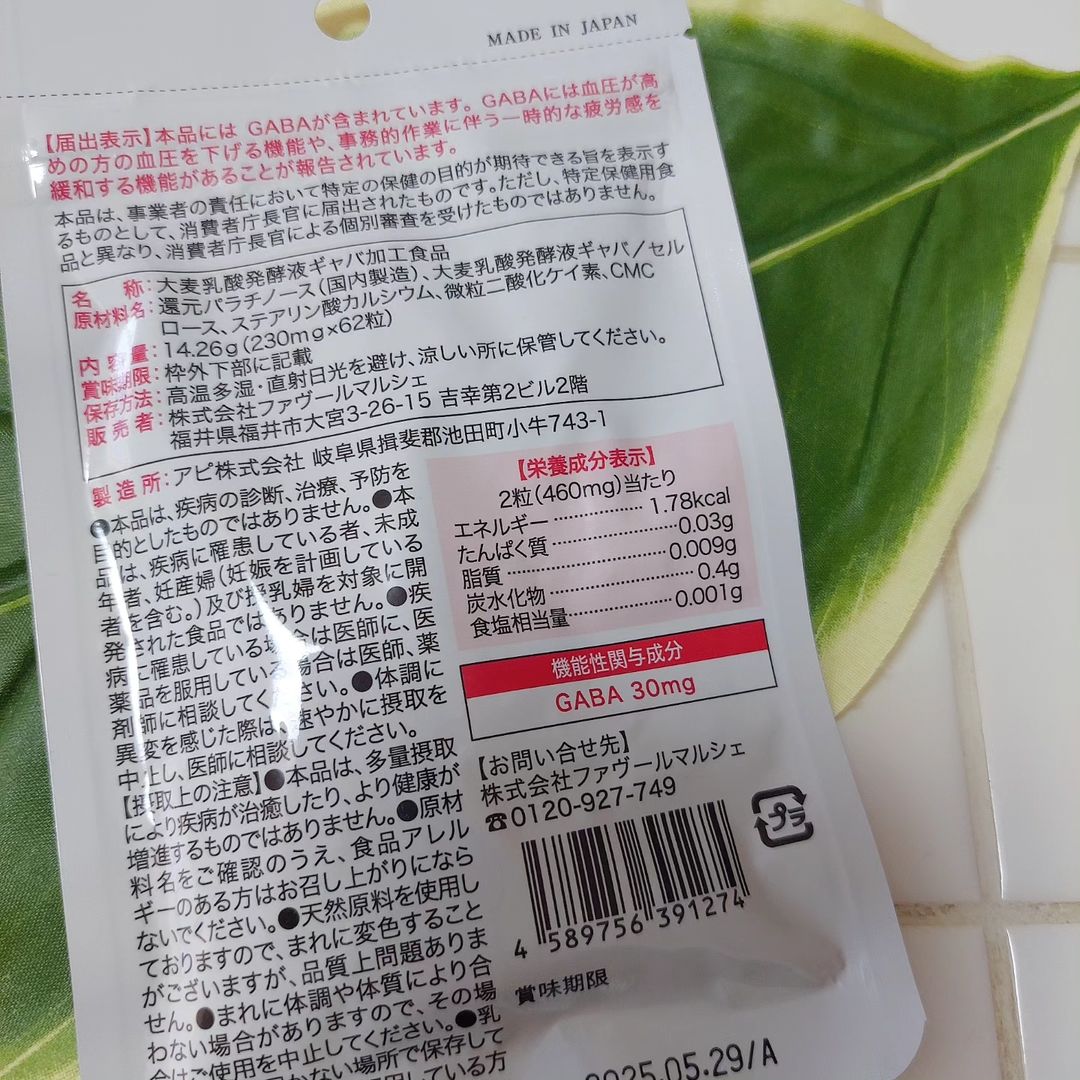 MADE IN JAPAN
【届出表示】本品には GABAが含まれています。GABAには血圧が高
めの方の血圧を下げる機能や、事務的作業に伴う一時的な疲労感を
緩和する機能があることが報告されています。
本品は、事業者の責任において特定の保健の目的が期待できる旨を表示す
るものとして、消費者庁長官に届出されたものです。ただし、特定保健用食
品と異なり、消費者庁長官による個別審査を受けたものではありません。
名 称:大麦乳酸発酵液ギャバ加工食品
原材料名:還元パラチノース(国内製造)、大麦乳酸発酵液ギャバ/セル
ロース、ステアリン酸カルシウム、微粒二酸化ケイ素、CMC
内 容 量:14.26g(230mg×62粒)
賞味期限:枠外下部に記載
保存方法:高温多湿・直射日光を避け、涼しい所に保管してください。
販 売 者:株式会社ファヴールマルシェ
福井県福井市大宮3-26-15 吉幸第2ビル2階
製 造 所:アピ株式会社 岐阜県揖斐郡池田町小牛743-1
●本品は、疾病の診断、治療、予防を
目的としたものではありません。●本
品は、疾病に罹患している者、未成
年者、妊産婦(妊娠を計画している
者を含む。)及び授乳婦を対象に開
発された食品ではありません。●疾
病に罹患している場合は医師に、医
薬品を服用している場合は医師、薬
剤師に相談してください。●体調に
異変を感じた際は、速やかに摂取を
中止し、医師に相談してください。
【摂取上の注意】●本品は、多量摂取
により疾病が治癒したり、より健康が
増進するものではありません。●原材
料名をご確認のうえ、食品アレル
ギーのある方はお召し上がりになら
ないでください。●天然原料を使用し
ておりますので、まれに変色すること
がございますが、品質上問題ありま
せん。●まれに体調や体質により合
わない場合がありますので、その場
合はご使用を中止してください。●乳
かない場所で保存して
用している方
【栄養成分表示】
2粒(460mg)当たり
エネルギー 1.78kcal
たんぱく質 0.03g
脂質 0.009g
炭水化物 0.4g
食塩相当量 0.001g
機能性関与成分
GABA 30mg
【お問い合せ先】
株式会社ファヴールマルシェ
☎0120-927-749
プラ
4 589756 391274
賞味期限
2025.05.29/A